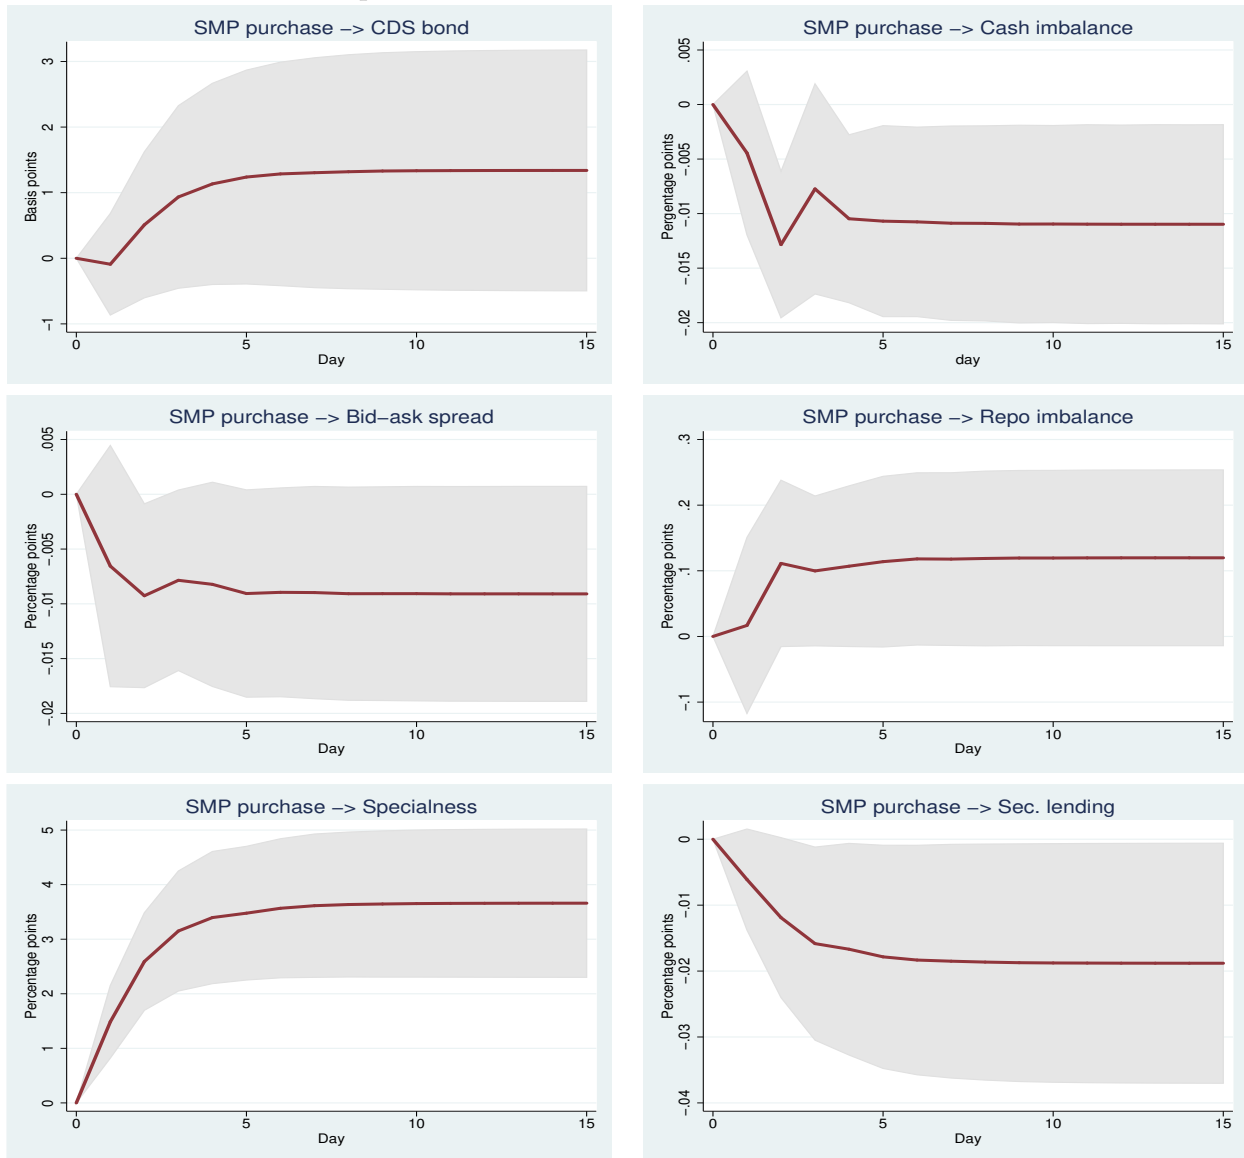 SMP purchase –> CDS bond
Basis points
3
2
1
0
–1
0 5 10 15
Day
SMP purchase –> Cash imbalance
Pergentage points
.005
0
–.005
–.01
–.015
–.02
0 5 10 15
day
SMP purchase –> Bid–ask spread
Percentage points
.005
0
–.005
–.01
–.015
–.02
0 5 10 15
Day
SMP purchase –> Repo imbalance
Percentage points
.3
.2
.1
0
–.1
0 5 10 15
Day
SMP purchase –> Specialness
Percentage points
5
4
3
2
1
0
0 5 10 15
Day
SMP purchase –> Sec. lending
Percentage points
0
–.01
–.02
–.03
–.04
0 5 10 15
Day